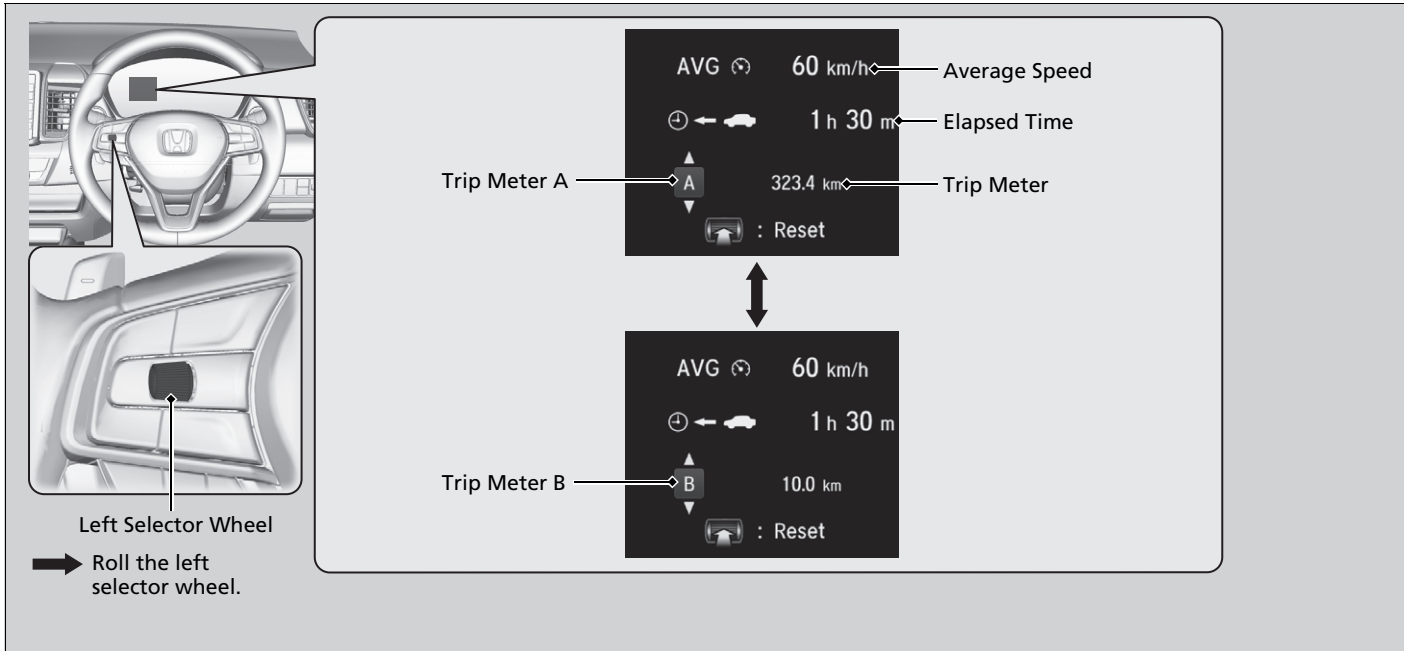 AVG 60 km/h
Average Speed
1 h 30 m
Elapsed Time
Trip Meter A
A 323.4 km
Trip Meter
: Reset
AVG 60 km/h
1 h 30 m
Trip Meter B
B 10.0 km
: Reset
Left Selector Wheel
Roll the left
selector wheel.